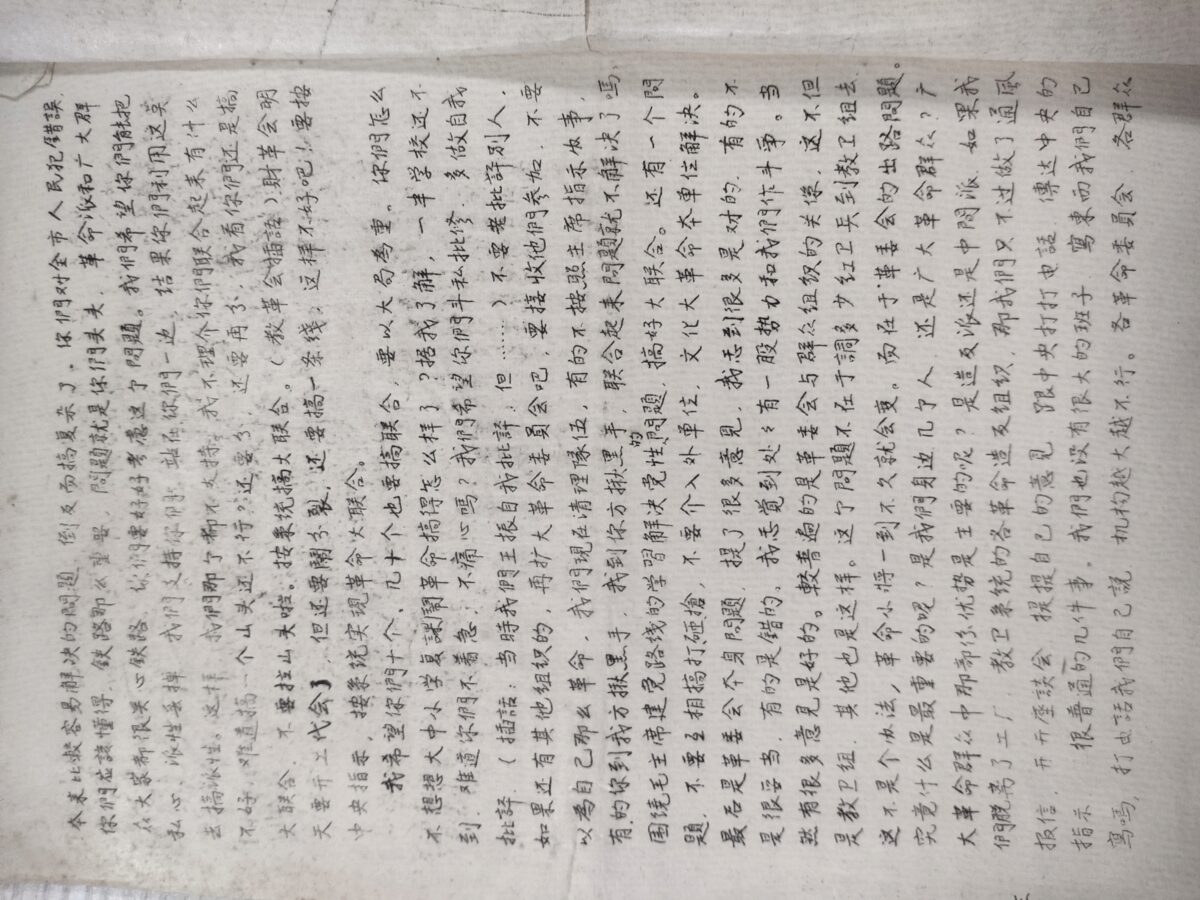 本来比較容易解决的問題，倒反而搞复杂了。你們对全市人民犯錯誤，
你們应該懂得，鉄路那么重要，問題就是你們头头，革命派和广大群
众大家都很关心鉄路，你們要好好考慮这个問題。我們希望你們能把
私心、派性丢掉，我們支持你們，站在你們一边，结果你們利用这莫
去搞派性。这样，我們那个都不支持，我不理介你們联合起来有什么
不好，难道搞一个山头还不行？还要分，还要再分，我看你們还是搞
大联合，不要拉山头啦。按系统搞大联合。（教革会插話）財革会明
天要开工代会了，但还要鬧分裂，还要搞一条线，这样不好吧！要按
中央指示，按系统实现革命大联合。
我希望你們十个、几十个也要搞联合，要以大局為重。你們怎么
不想想大中小学复課鬧革命搞得怎么样了？据我了解，一半学校还不
到，难道你們不着急，不痛心嗎？我們希望你們斗私批修，多做自我
批評，（插話：当時我們王振自我批評，但……）不要老批評別人，
如果还有其他组织的，再扩大革命委員会吧，要接收他們参加，不要
以為自己那么革命，我們現在清理隊伍，有的不按照主席指示办事，
有的你到我方揪黑手，我到你方揪黑手，联合起来問題就不解决了嗎，
围绕毛主席建党路线的学習解决党性的問題，搞好大联合。还有一个問
題，不要互相搞打砸搶，不要介入外单位，文化大革命本单位解决。
最后是革委会本身問題，提了很多意見，我感到很多是对的，有的不
是很妥当，有的是錯的。我感觉到处々有一股势力和我們作斗爭。当
然有很多意見是好的。較普遍的是革委会与群众组织的关係，这不但
是教卫组，其他也是这样。这个問題不在于調多少红卫兵到教卫组去，
这不是个办法，革命小将一到不久就会变。而在于革委会的出路問題。
究竟什么是最重要的呢？是我們身边几个人，还是广大革命群众？广
大革命群众中那部份优势是主要的呢？是造反派还是中間派，如果我
們脫离了工厂，教卫系统的各革命造反组织，那我們只不过做了通風
报信，开开座談会，提提自己的意見，跟中央打打电話，傳达中央的
指示，很普通的几件事。我們也没有很大的班子，寫東西我們自己
寫嗎，打电話我們自己説，机构越大越不行。各革命委員会，各群众